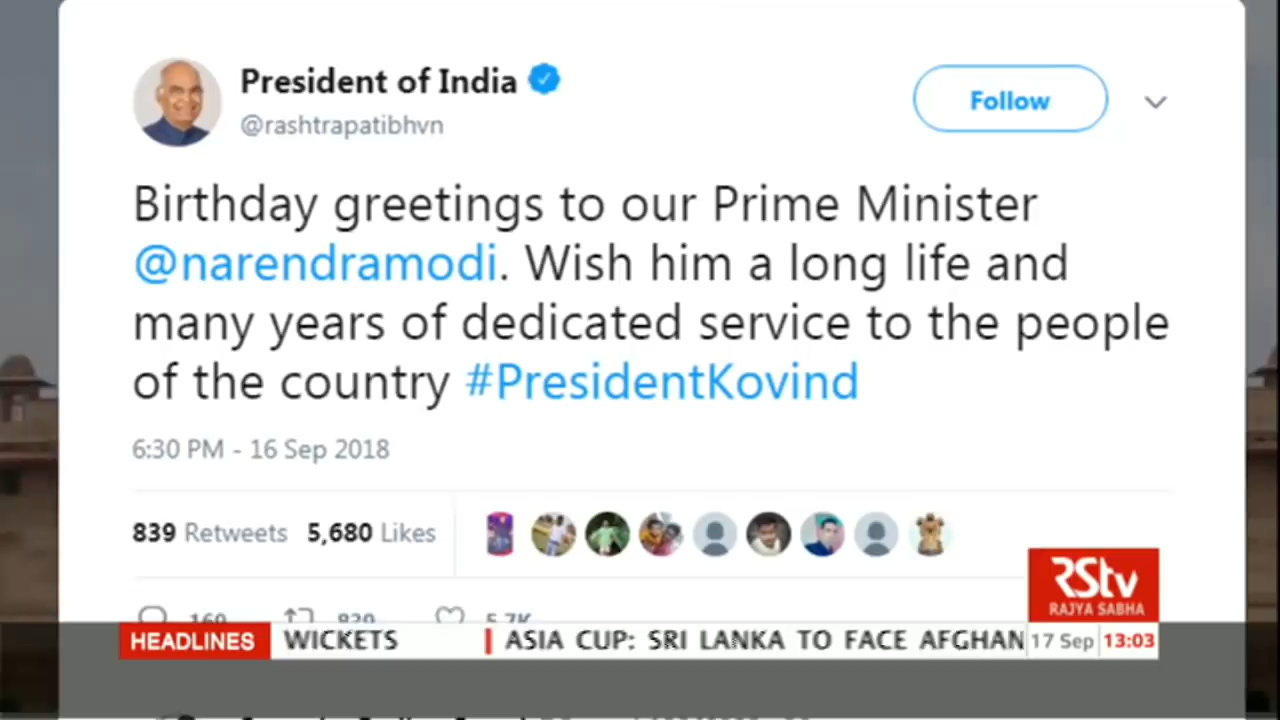 President of India
@rashtrapatibhvn
Follow
Birthday greetings to our Prime Minister
@narendramodi. Wish him a long life and
many years of dedicated service to the people
of the country #PresidentKovind
6:30 PM - 16 Sep 2018
839 Retweets 5,680 Likes
RStv
RAJYA SABHA
HEADLINES WICKETS | ASIA CUP: SRI LANKA TO FACE AFGHAN 17 Sep 13:03